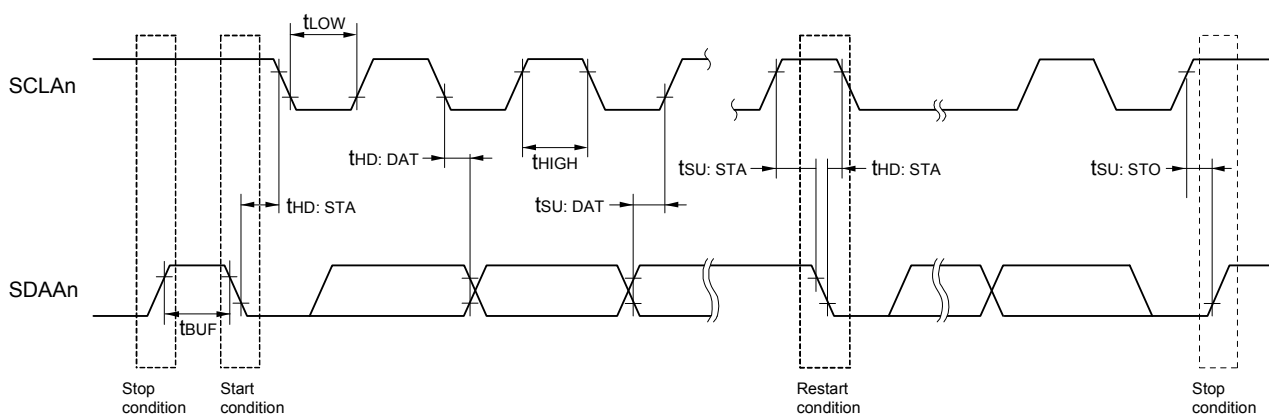 tLOW
SCLAn
tHD: DAT
tHIGH
tSU: STA
tHD: STA
tSU: STO
tHD: STA
tSU: DAT
SDAAn
tBUF
Stop
condition
Start
condition
Restart
condition
Stop
condition